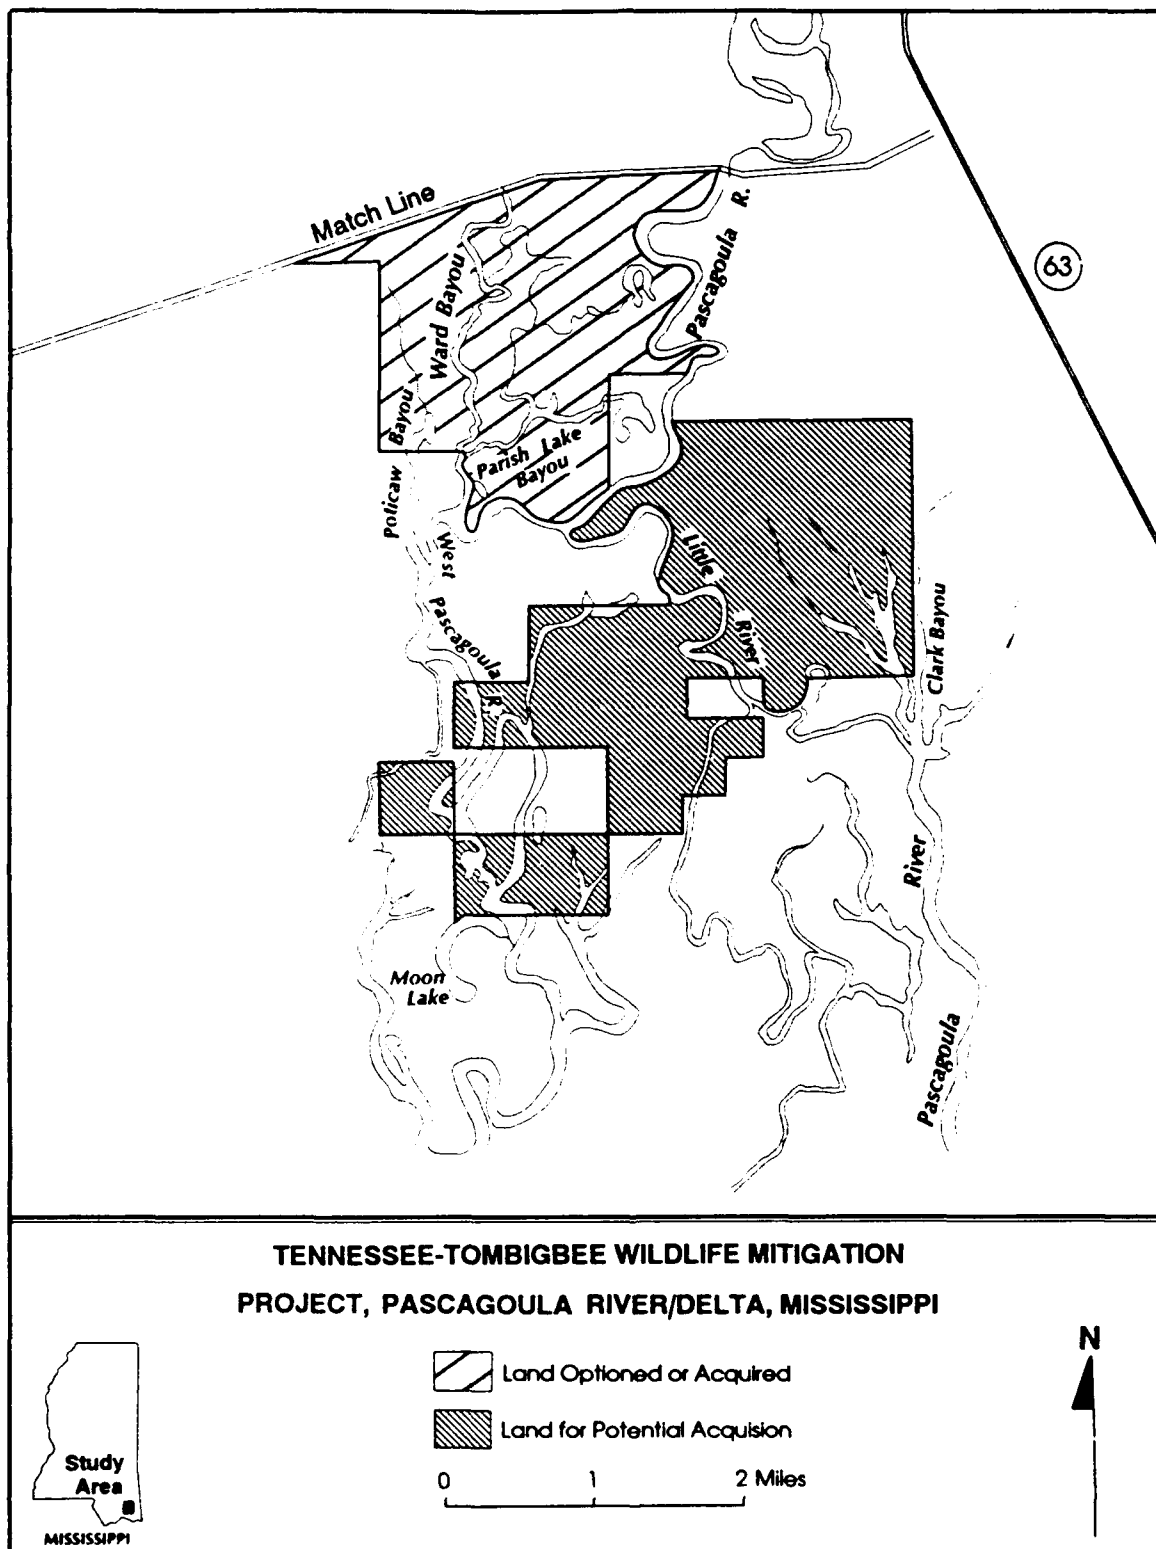 Match Line
R.
Pascagoula
63
Ward Bayou
Bayou
Policaw
Parish Lake
Bayou
West
Pascagoula
R.
Little
River
Clark Bayou
River
Pascagoula
Moon
Lake
TENNESSEE-TOMBIGBEE WILDLIFE MITIGATION
PROJECT, PASCAGOULA RIVER/DELTA, MISSISSIPPI
Land Optioned or Acquired
Land for Potential Acquision
0 1 2 Miles
N
Study
Area
MISSISSIPPI